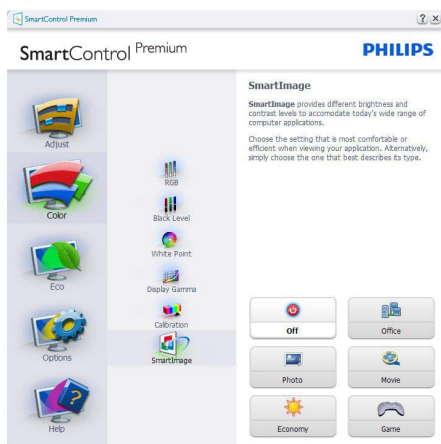 SmartControl Premium
SmartControl Premium
PHILIPS
Adjust
Color
Eco
Options
Help
RGB
Black Level
White Point
Display Gamma
Calibration
SmartImage
SmartImage
SmartImage provides different brightness and
contrast levels to accomodate today's wide range of
computer applications.
Choose the setting that is most comfortable or
efficient when viewing your application. Alternatively,
simply choose the one that best describes its type.
Off
Office
Photo
Movie
Economy
Game